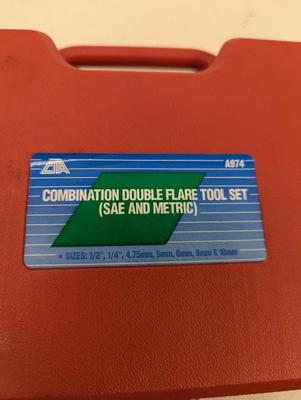 CTA
A974
COMBINATION DOUBLE FLARE TOOL SET
(SAE AND METRIC)
* SIZES: 1/2", 1/4", 4.75mm, 5mm, 6mm, 8mm & 10mm